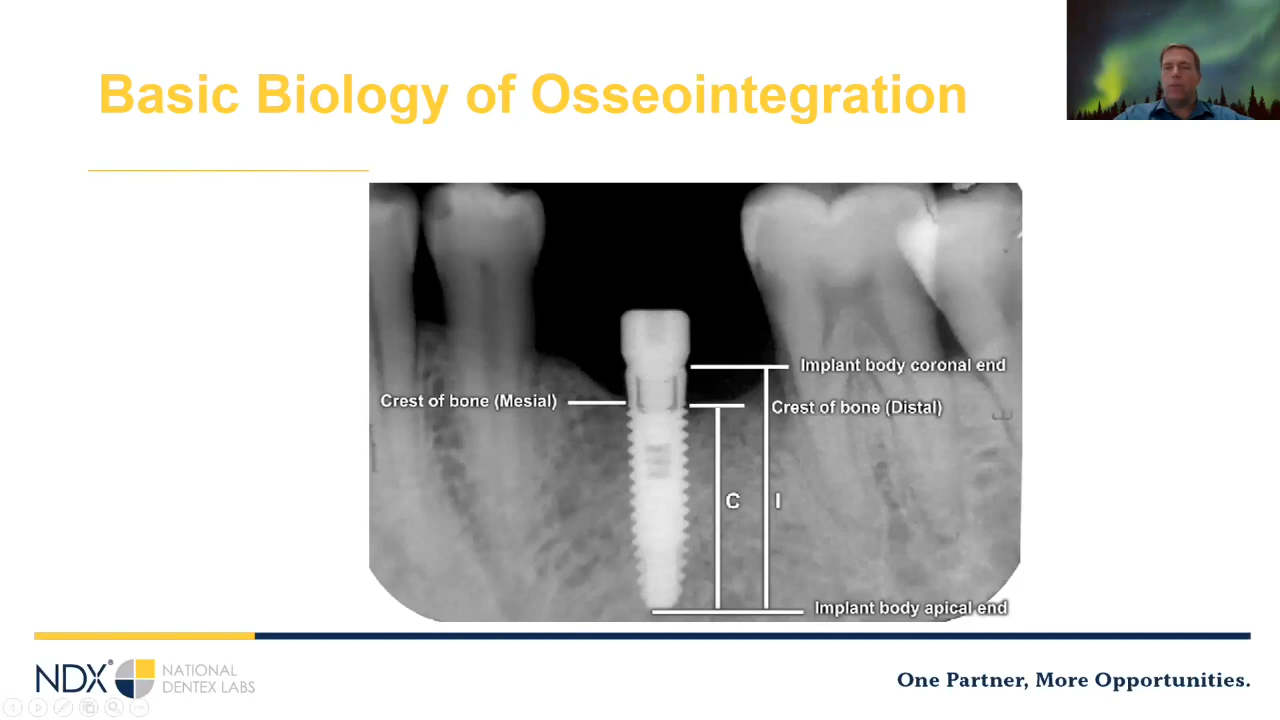 Basic Biology of Osseointegration
Implant body coronal end
Crest of bone (Mesial)
Crest of bone (Distal)
C
I
Implant body apical end
NDX®
NATIONAL
DENTEX LABS
One Partner, More Opportunities.